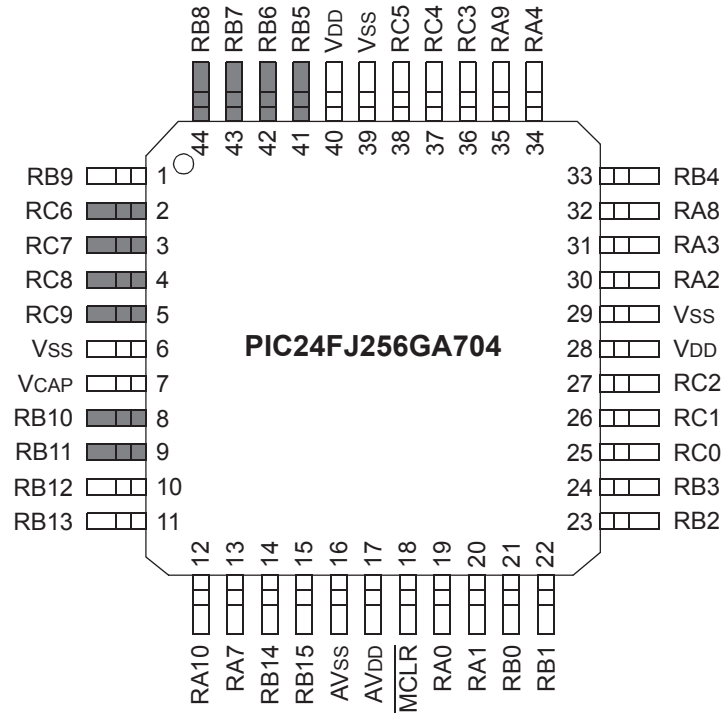 RB8 RB7 RB6 RB5 VDD VSS RC5 RC4 RC3 RA9 RA4
44 43 42 41 40 39 38 37 36 35 34
RB9 1 33 RB4
RC6 2 32 RA8
RC7 3 31 RA3
RC8 4 30 RA2
RC9 5 29 VSS
VSS 6 28 VDD
PIC24FJ256GA704
VCAP 7 27 RC2
RB10 8 26 RC1
RB11 9 25 RC0
RB12 10 24 RB3
RB13 11 23 RB2
12 13 14 15 16 17 18 19 20 21 22
RA10 RA7 RB14 RB15 AVSS AVDD MCLR RA0 RA1 RB0 RB1